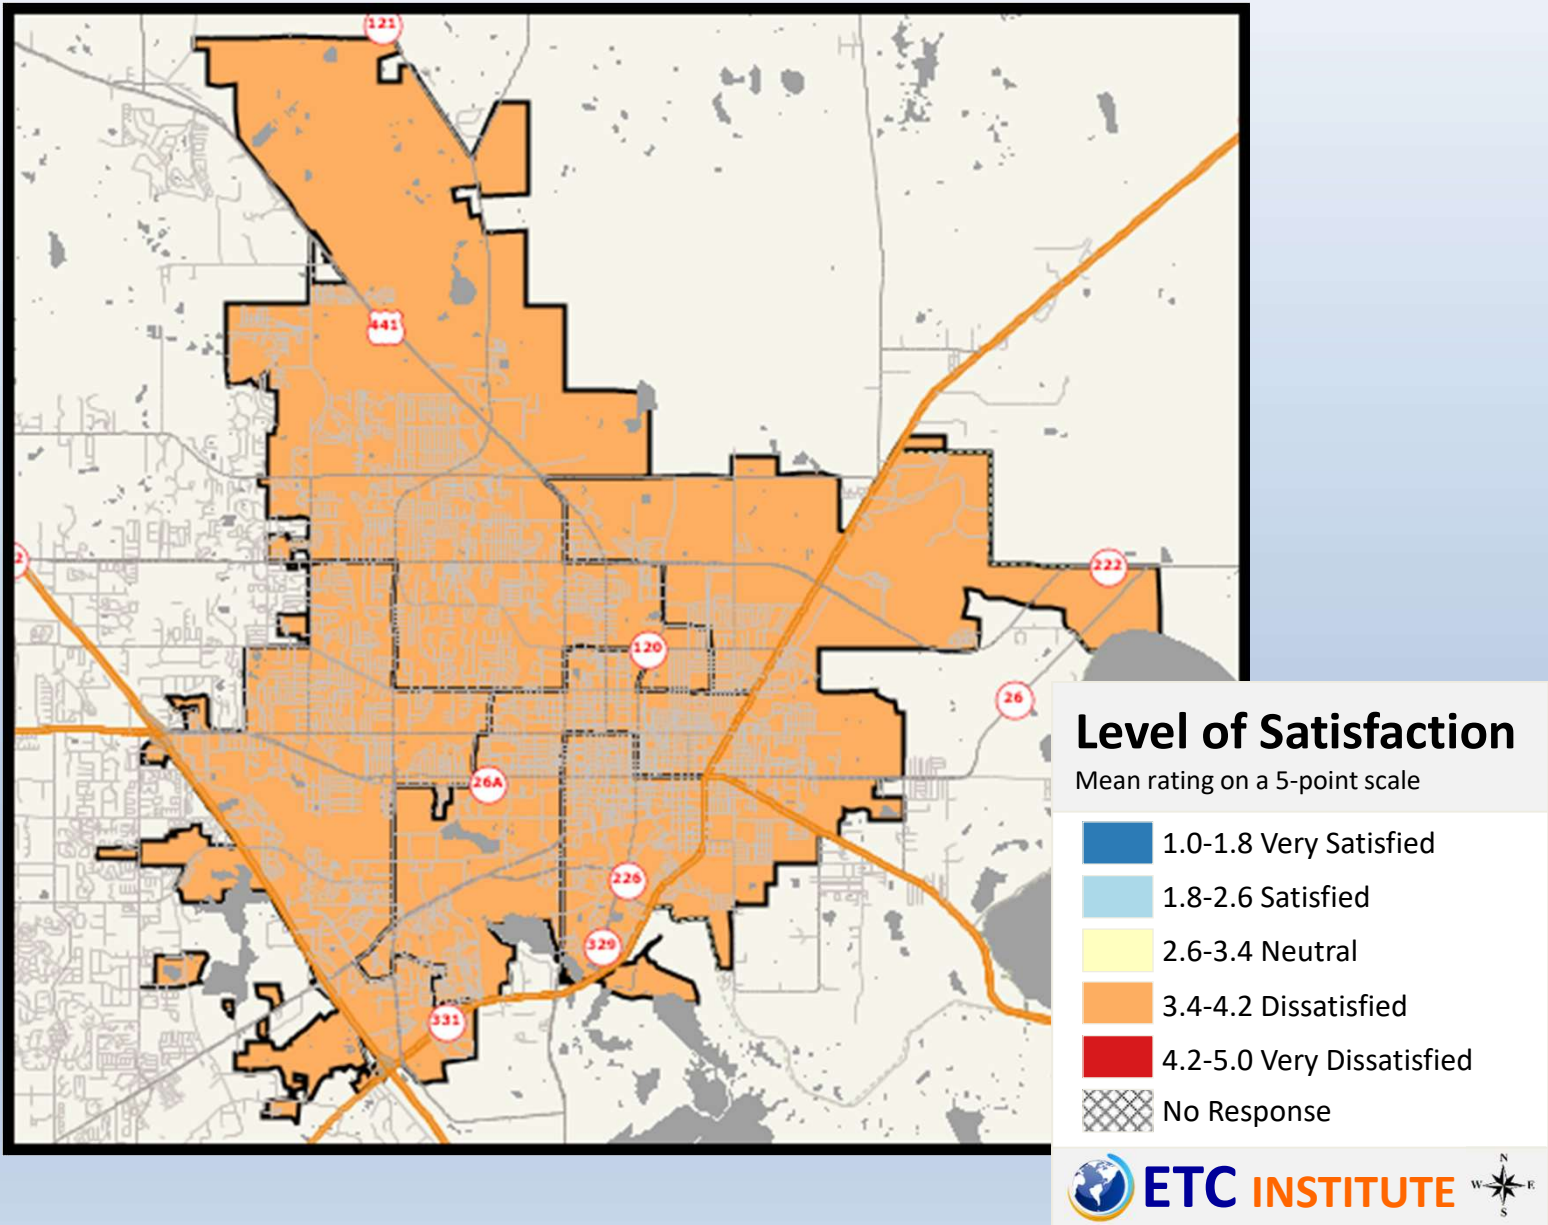 121
441
2
222
120
26
26A
226
329
331
Level of Satisfaction
Mean rating on a 5-point scale
1.0-1.8 Very Satisfied
1.8-2.6 Satisfied
2.6-3.4 Neutral
3.4-4.2 Dissatisfied
4.2-5.0 Very Dissatisfied
No Response
ETC INSTITUTE
N
W E
S